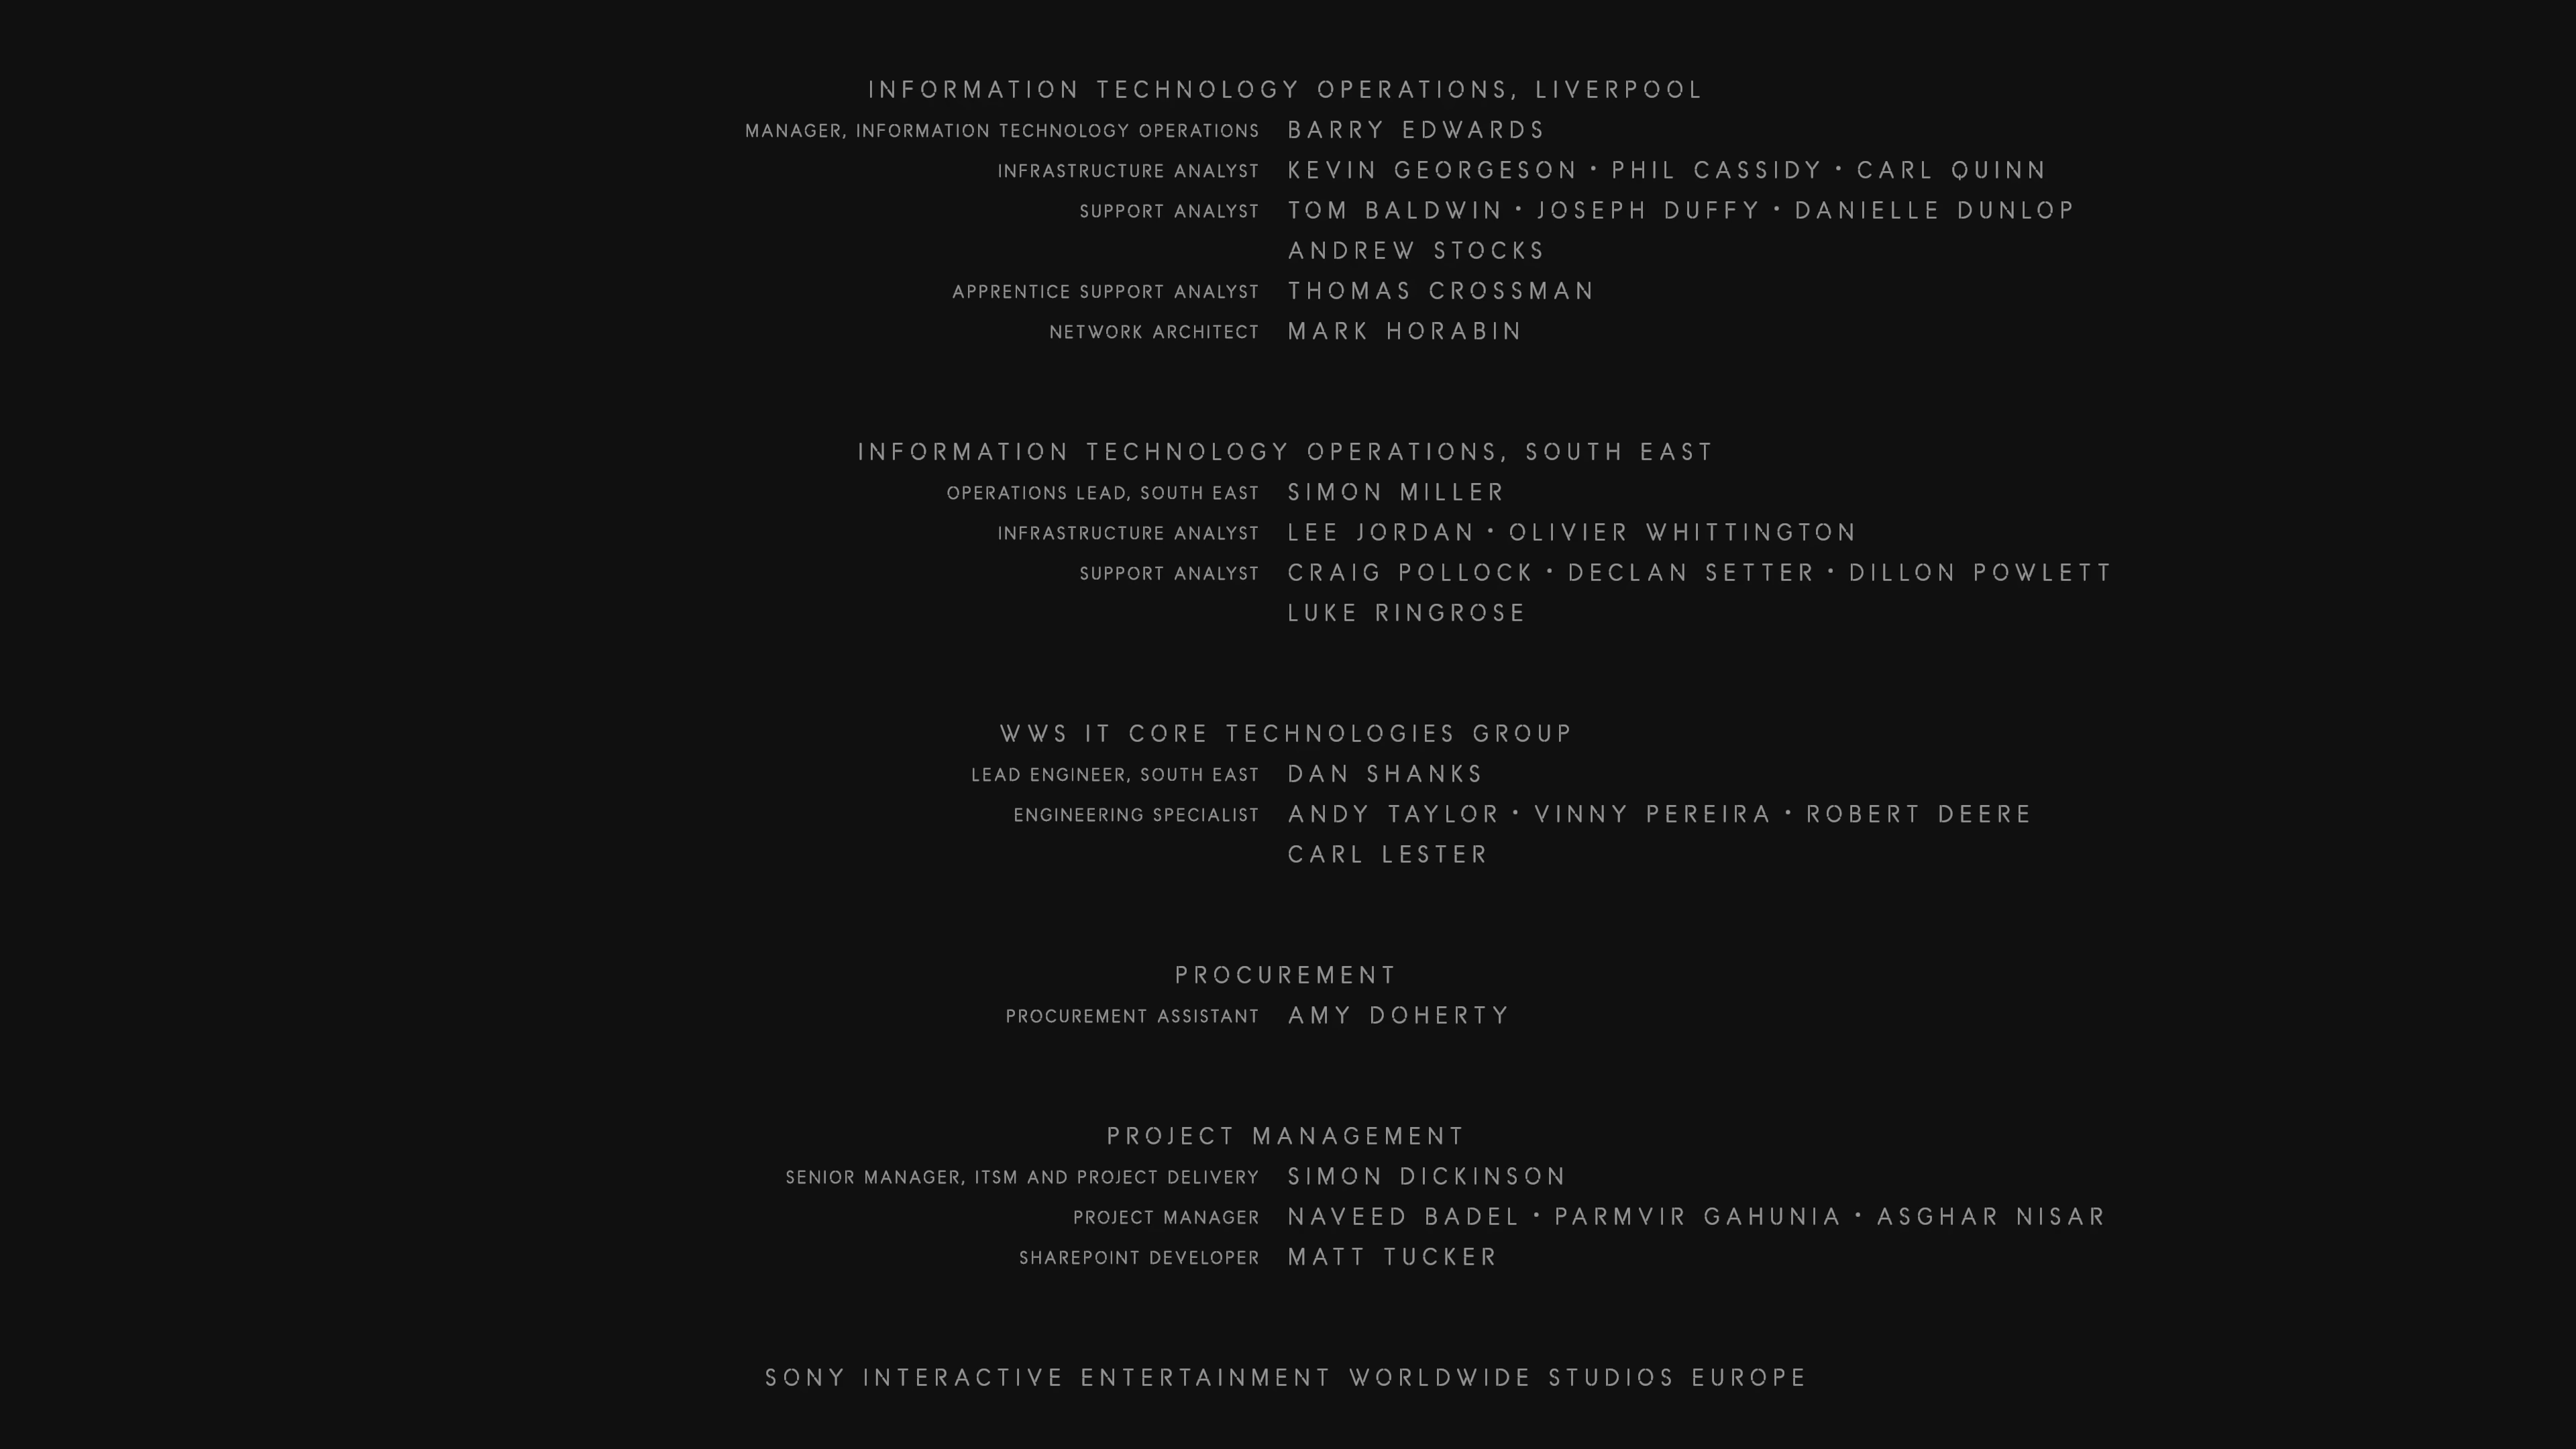 INFORMATION TECHNOLOGY OPERATIONS, LIVERPOOL
MANAGER, INFORMATION TECHNOLOGY OPERATIONS BARRY EDWARDS
INFRASTRUCTURE ANALYST KEVIN GEORGESON • PHIL CASSIDY • CARL QUINN
SUPPORT ANALYST TOM BALDWIN • JOSEPH DUFFY • DANIELLE DUNLOP
ANDREW STOCKS
APPRENTICE SUPPORT ANALYST THOMAS CROSSMAN
NETWORK ARCHITECT MARK HORABIN
INFORMATION TECHNOLOGY OPERATIONS, SOUTH EAST
OPERATIONS LEAD, SOUTH EAST SIMON MILLER
INFRASTRUCTURE ANALYST LEE JORDAN • OLIVIER WHITTINGTON
SUPPORT ANALYST CRAIG POLLOCK • DECLAN SETTER • DILLON POWLETT
LUKE RINGROSE
WWS IT CORE TECHNOLOGIES GROUP
LEAD ENGINEER, SOUTH EAST DAN SHANKS
ENGINEERING SPECIALIST ANDY TAYLOR • VINNY PEREIRA • ROBERT DEERE
CARL LESTER
PROCUREMENT
PROCUREMENT ASSISTANT AMY DOHERTY
PROJECT MANAGEMENT
SENIOR MANAGER, ITSM AND PROJECT DELIVERY SIMON DICKINSON
PROJECT MANAGER NAVEED BADEL • PARMVIR GAHUNIA • ASGHAR NISAR
SHAREPOINT DEVELOPER MATT TUCKER
SONY INTERACTIVE ENTERTAINMENT WORLDWIDE STUDIOS EUROPE